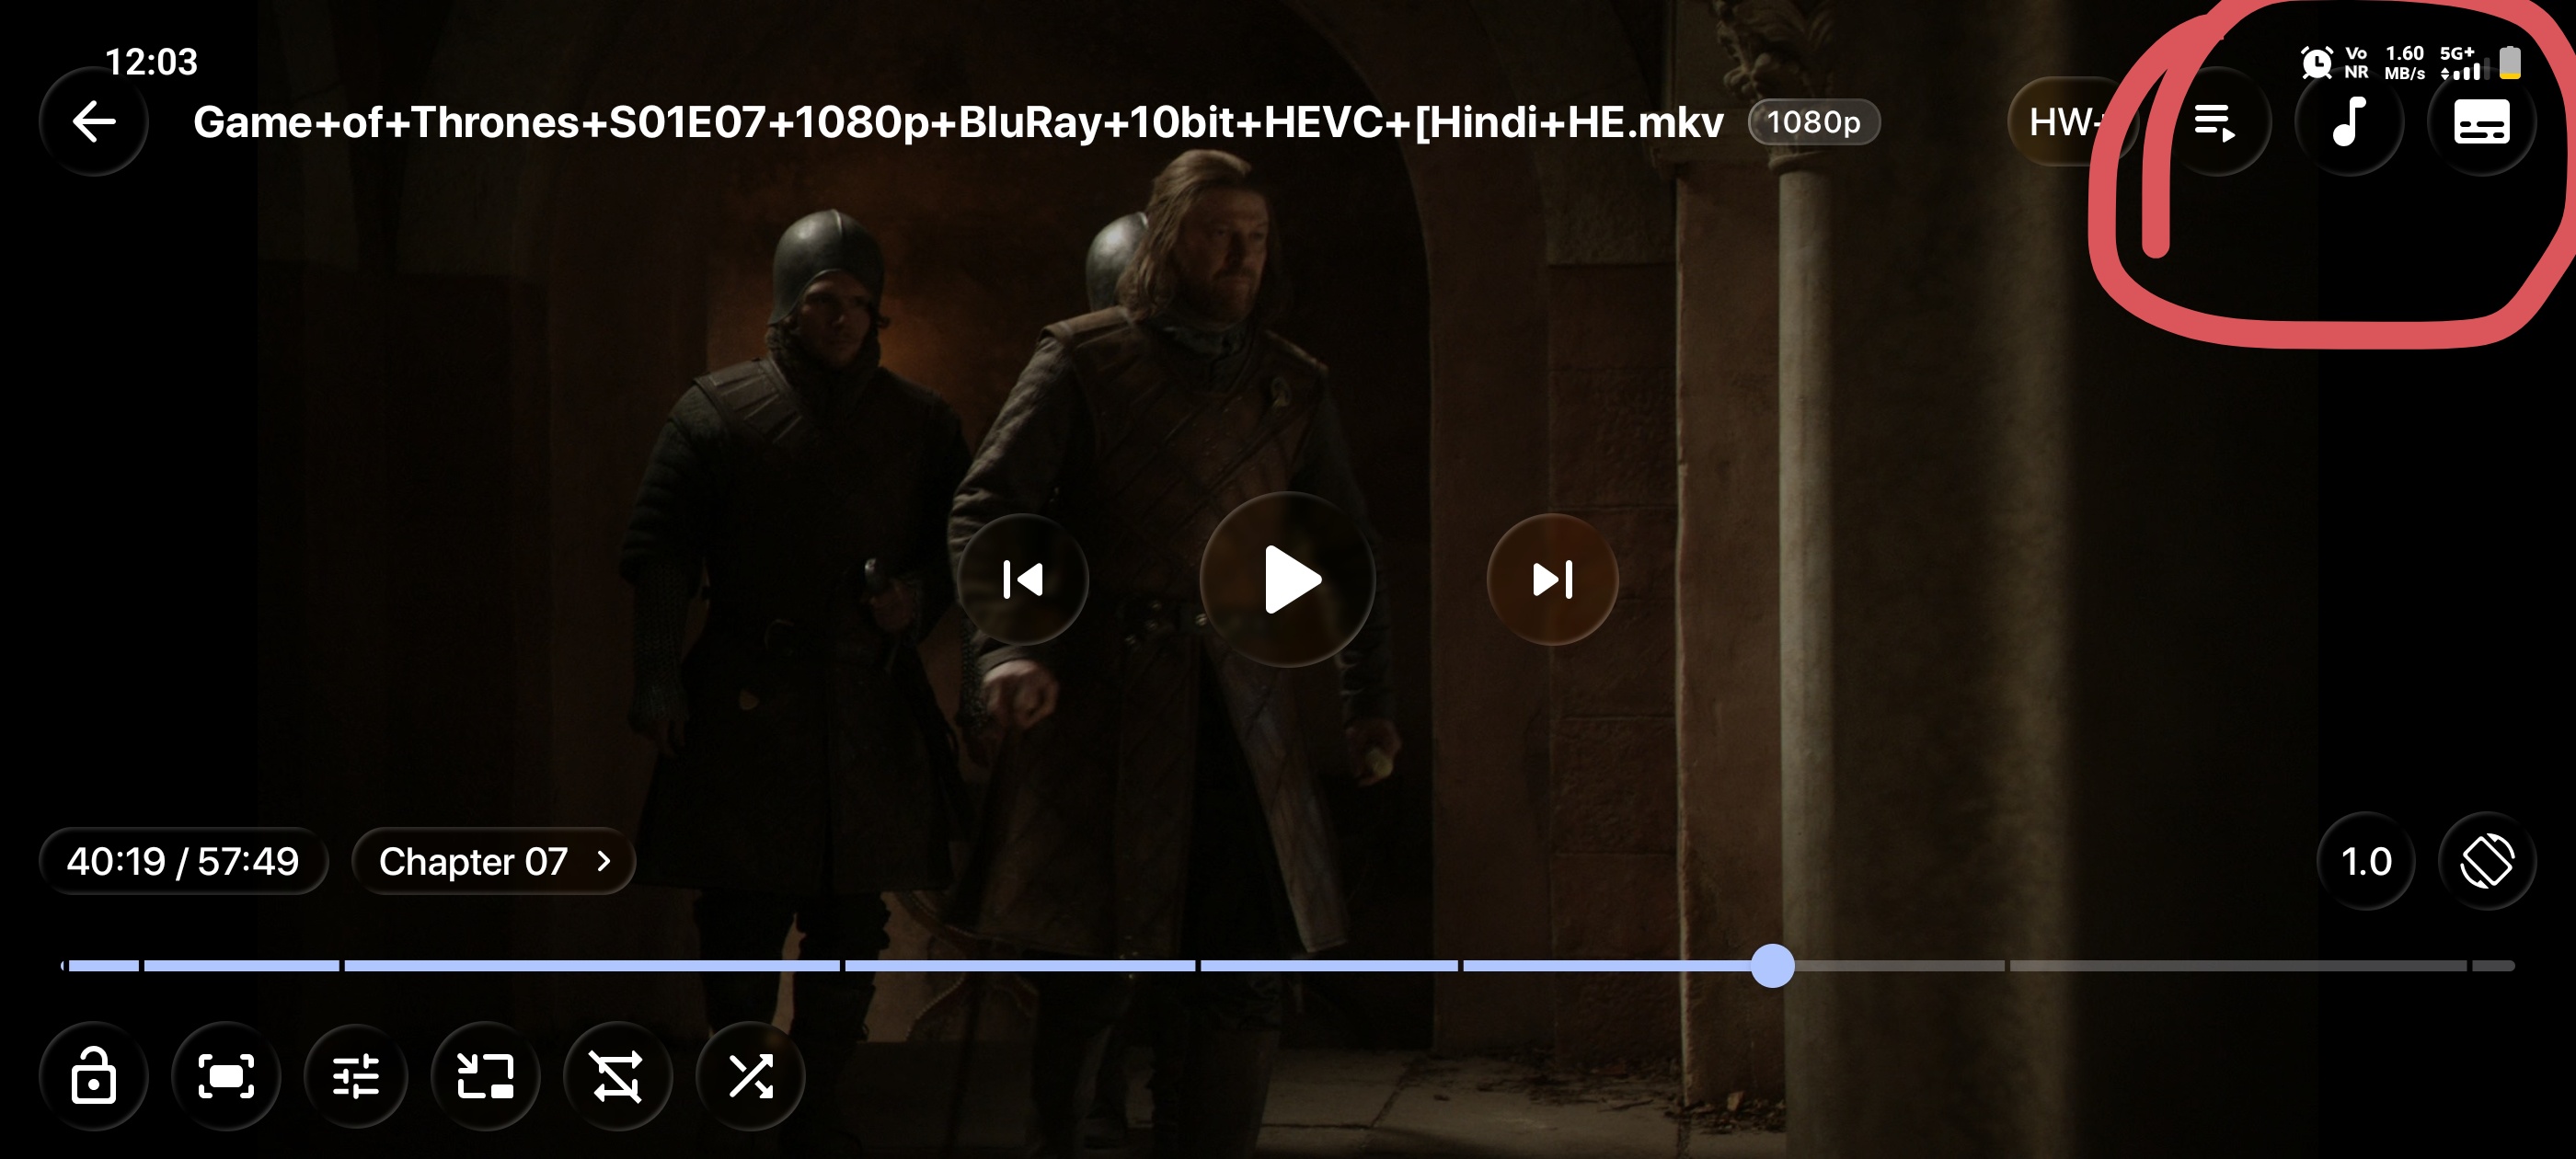 12:03
Vo NR 1.60 MB/s 5G+
Game+of+Thrones+S01E07+1080p+BluRay+10bit+HEVC+[Hindi+HE.mkv 1080p HW+
40:19 / 57:49 Chapter 07 1.0